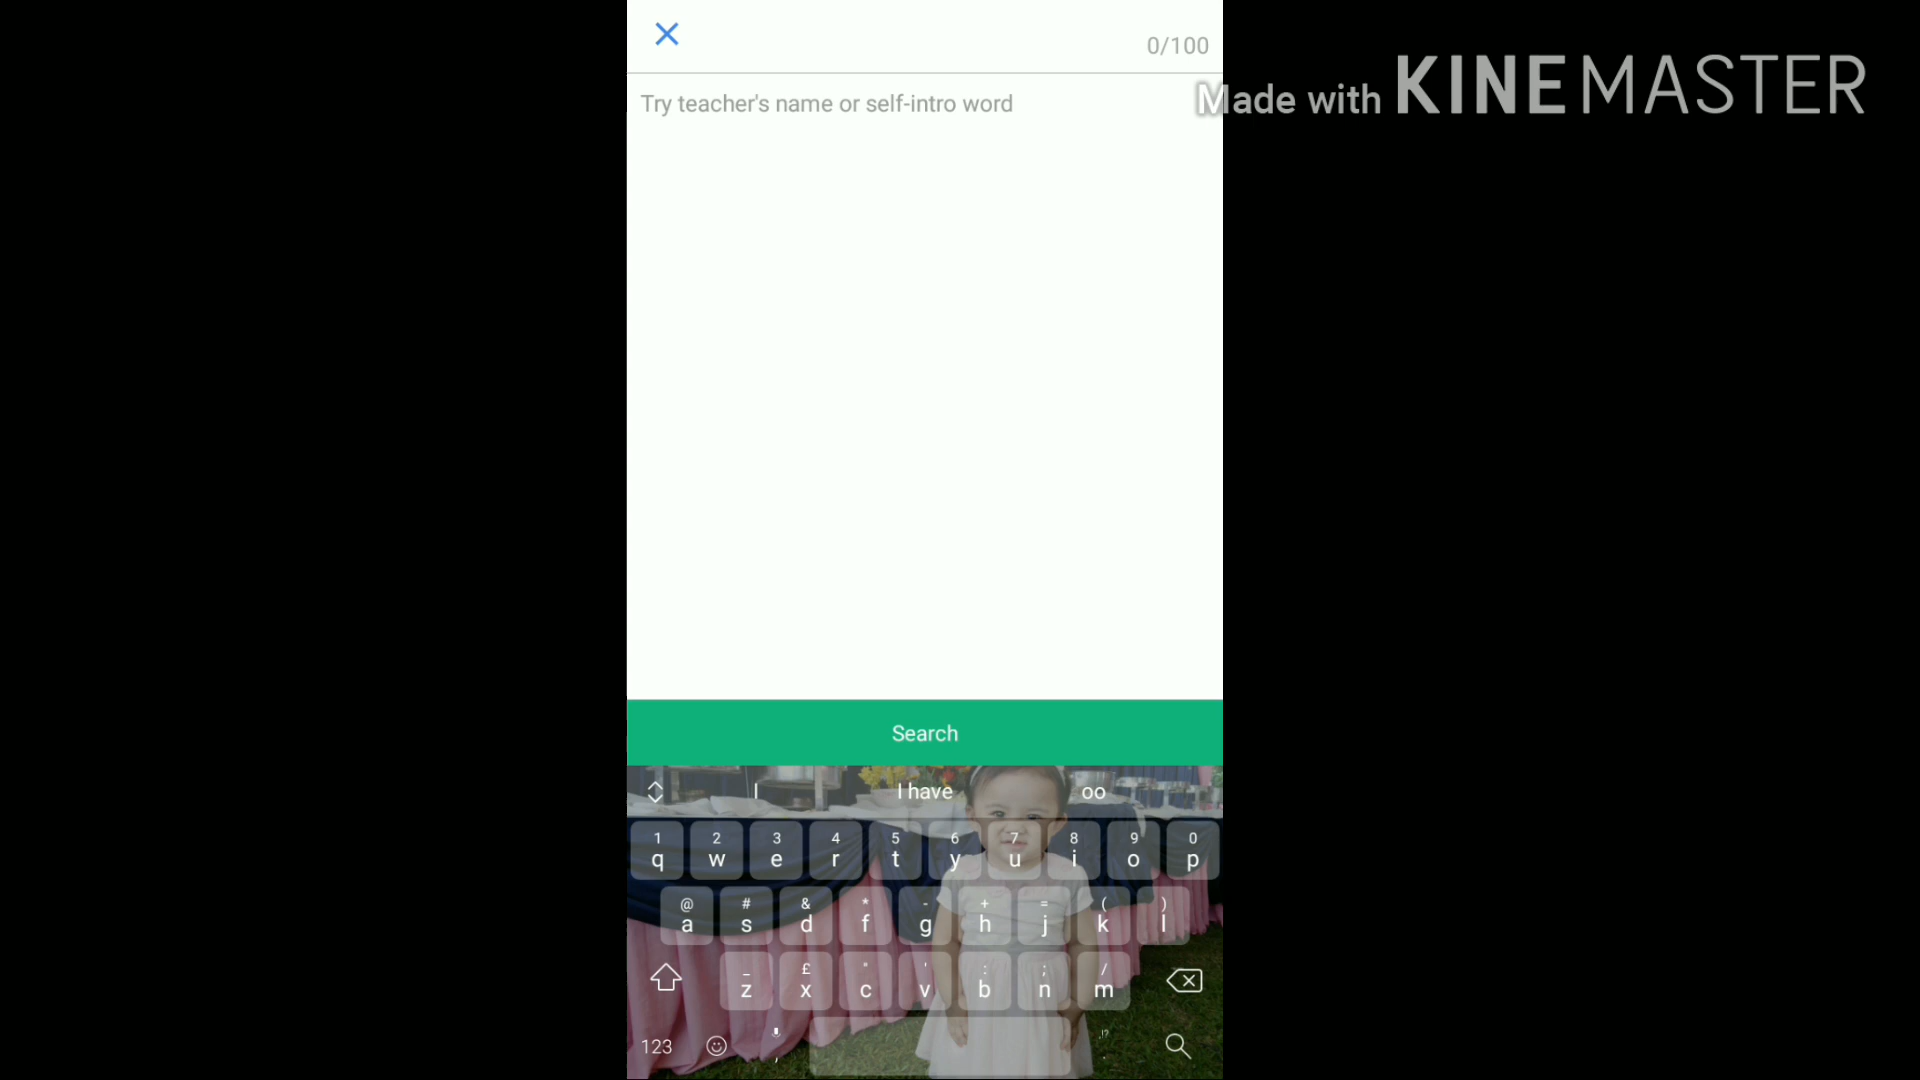 0/100
Made with KINEMASTER
Try teacher's name or self-intro word
Search
I I have oo
1 2 3 4 5 6 7 8 9 0
q w e r t y u i o p
@ # & * - + = ( )
a s d f g h j k l
_ £ " ' : ; /
z x c v b n m
!?
123 , .